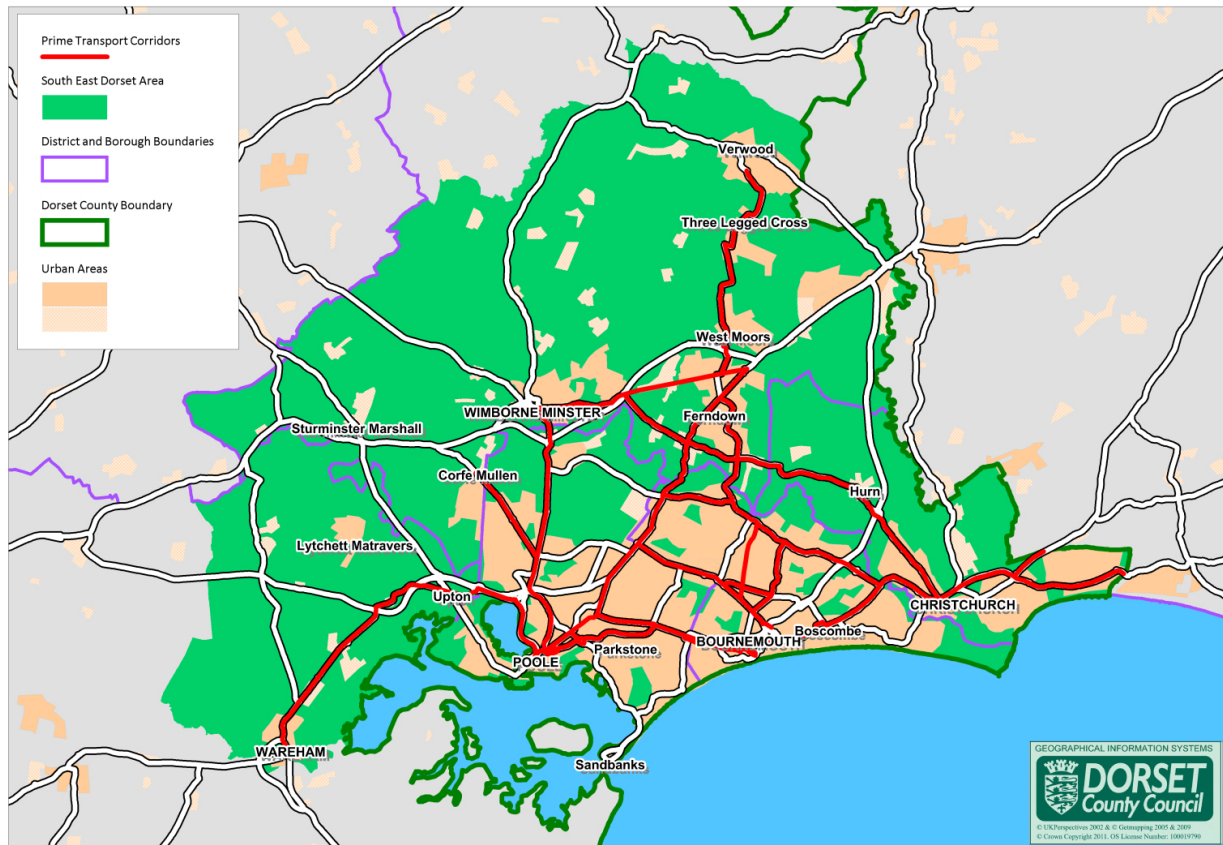 Prime Transport Corridors
South East Dorset Area
District and Borough Boundaries
Dorset County Boundary
Urban Areas
Verwood
Three Legged Cross
West Moors
WIMBORNE MINSTER
Ferndown
Sturminster Marshall
Corfe Mullen
Hurn
Lytchett Matravers
Upton
CHRISTCHURCH
Boscombe
BOURNEMOUTH
Parkstone
POOLE
WAREHAM
Sandbanks
GEOGRAPHICAL INFORMATION SYSTEMS
DORSET
County Council
© UKPerspectives 2002 & © Getmapping 2005 & 2009
© Crown Copyright 2011. OS License Number: 100019790